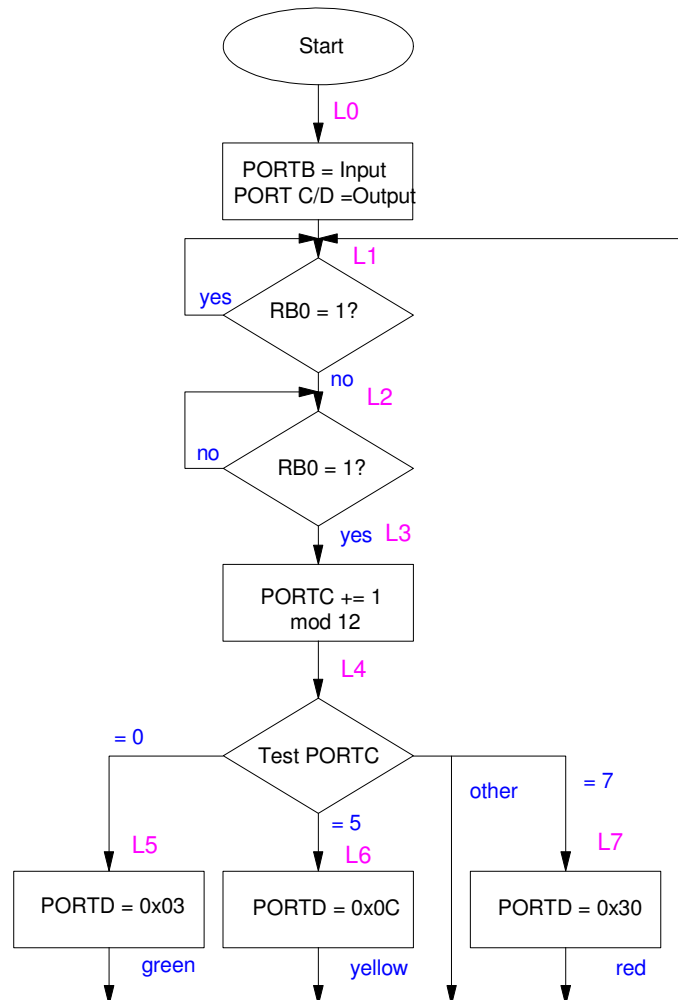 Start
L0
PORTB = Input
PORT C/D =Output
L1
yes
RB0 = 1?
no
L2
no
RB0 = 1?
yes
L3
PORTC += 1
mod 12
L4
= 0
Test PORTC
other
= 7
= 5
L5
L6
L7
PORTD = 0x03
PORTD = 0x0C
PORTD = 0x30
green
yellow
red